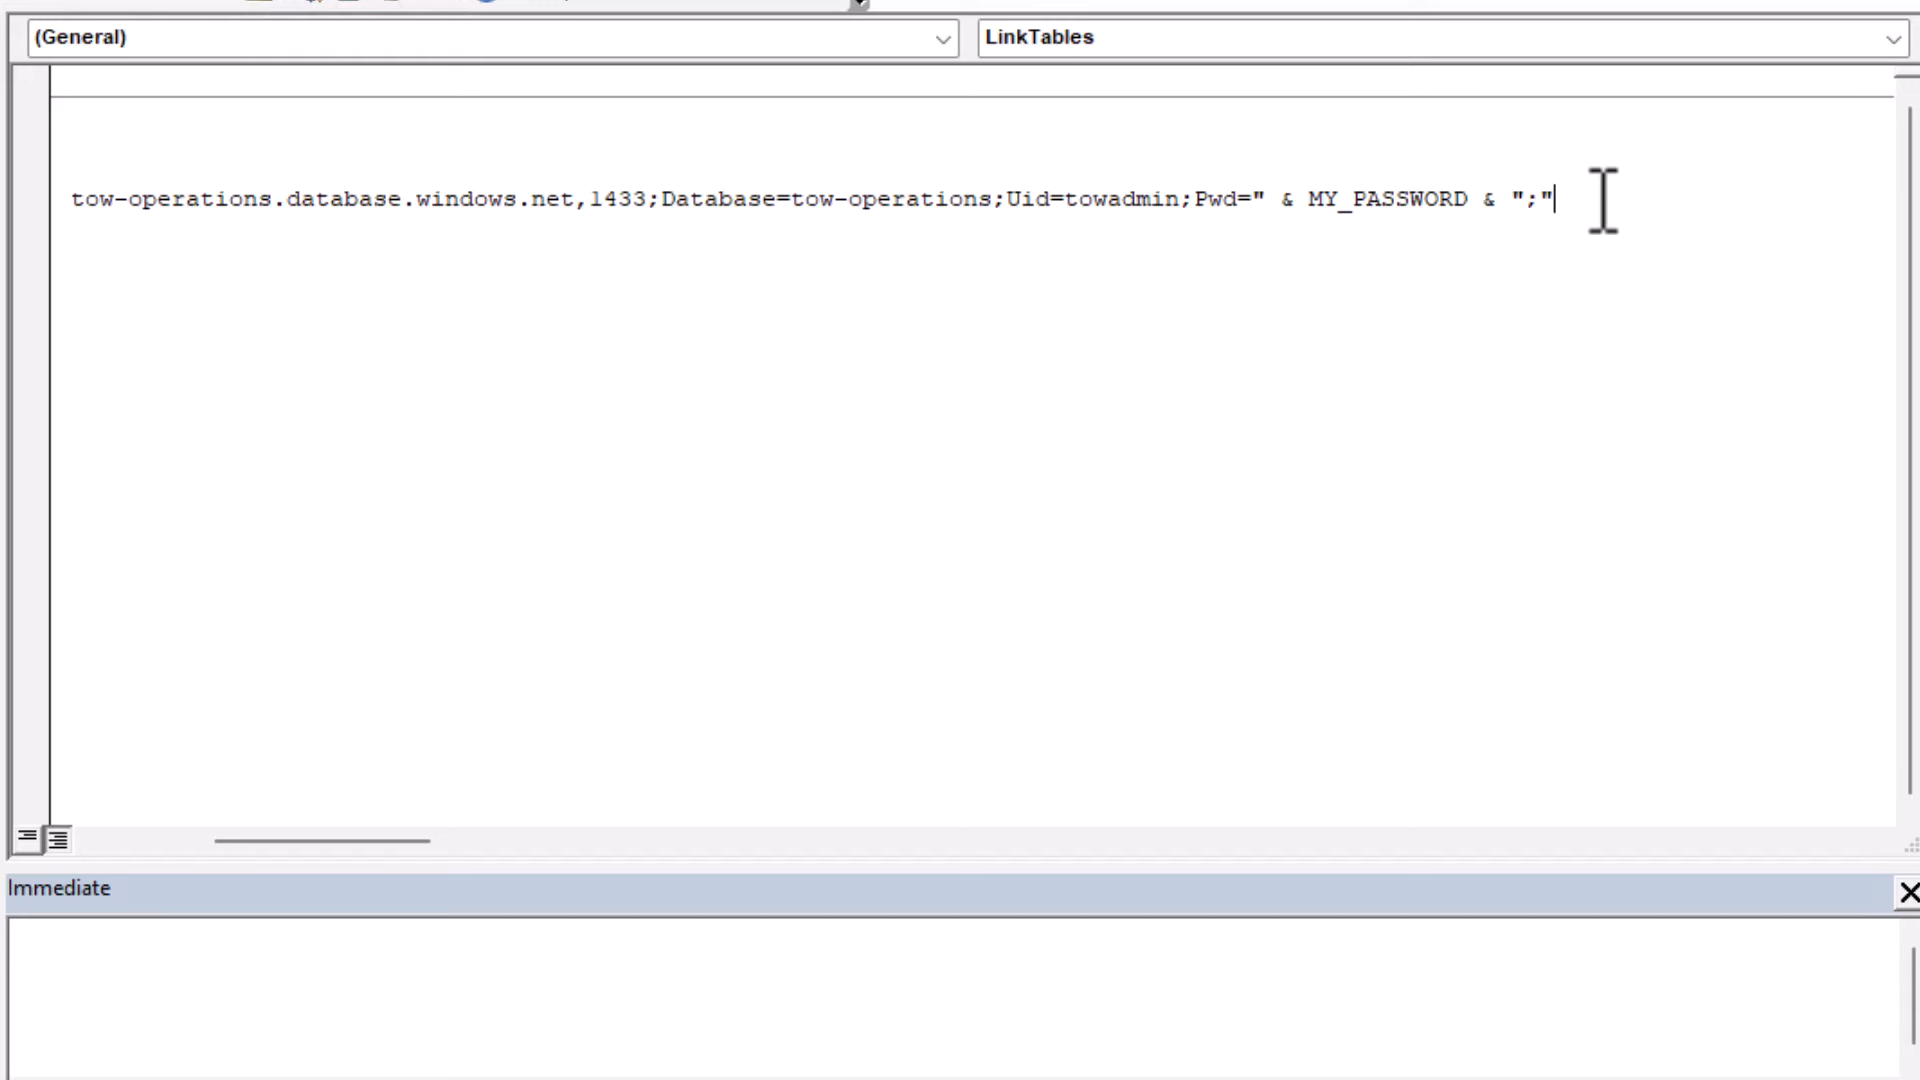 (General)
LinkTables
tow-operations.database.windows.net,1433;Database=tow-operations;Uid=towadmin;Pwd=" & MY_PASSWORD & ";"
Immediate